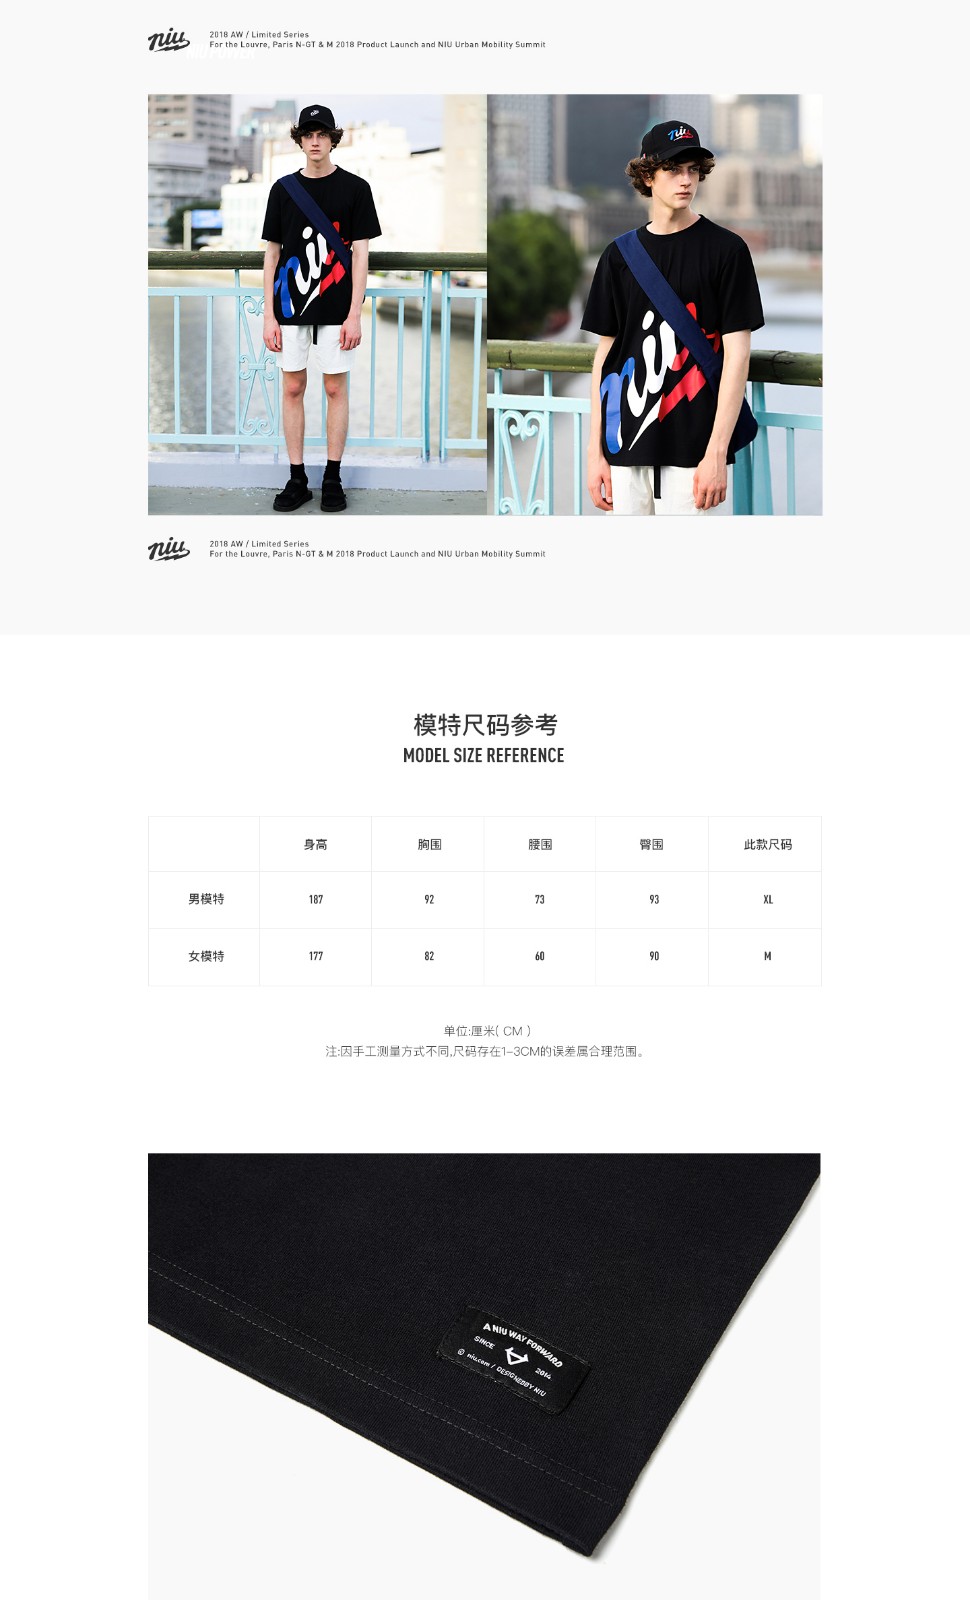 niu
2018 AW / Limited Series
For the Louvre, Paris N-GT & M 2018 Product Launch and NIU Urban Mobility Summit
niu
niu
niu
niu
2018 AW / Limited Series
For the Louvre, Paris N-GT & M 2018 Product Launch and NIU Urban Mobility Summit
模特尺码参考
MODEL SIZE REFERENCE
身高 胸围 腰围 臀围 此款尺码
男模特 187 92 73 93 XL
女模特 177 82 60 90 M
单位:厘米( CM )
注:因手工测量方式不同,尺码存在1-3CM的误差属合理范围。
A NIU WAY FORWARD
SINCE 2014
© niu.com / DESIGNED BY NIU